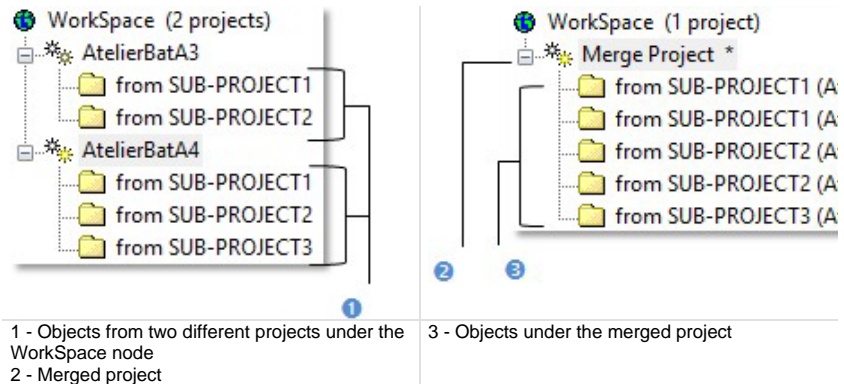 WorkSpace (2 projects)
AtelierBatA3
from SUB-PROJECT1
from SUB-PROJECT2
AtelierBatA4
from SUB-PROJECT1
from SUB-PROJECT2
from SUB-PROJECT3
1
WorkSpace (1 project)
Merge Project *
from SUB-PROJECT1 (A
from SUB-PROJECT1 (A
from SUB-PROJECT2 (A
from SUB-PROJECT2 (A
from SUB-PROJECT3 (A
2 3
1 - Objects from two different projects under the
WorkSpace node
2 - Merged project
3 - Objects under the merged project